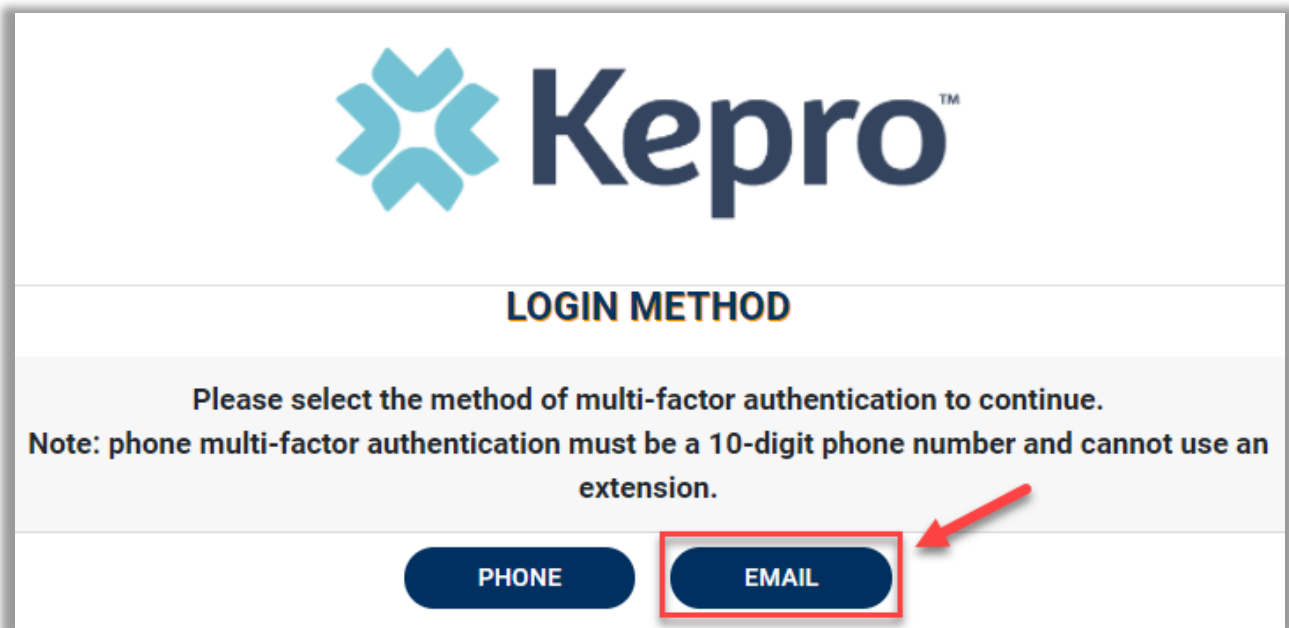 Kepro™
LOGIN METHOD
Please select the method of multi-factor authentication to continue.
Note: phone multi-factor authentication must be a 10-digit phone number and cannot use an
extension.
PHONE EMAIL